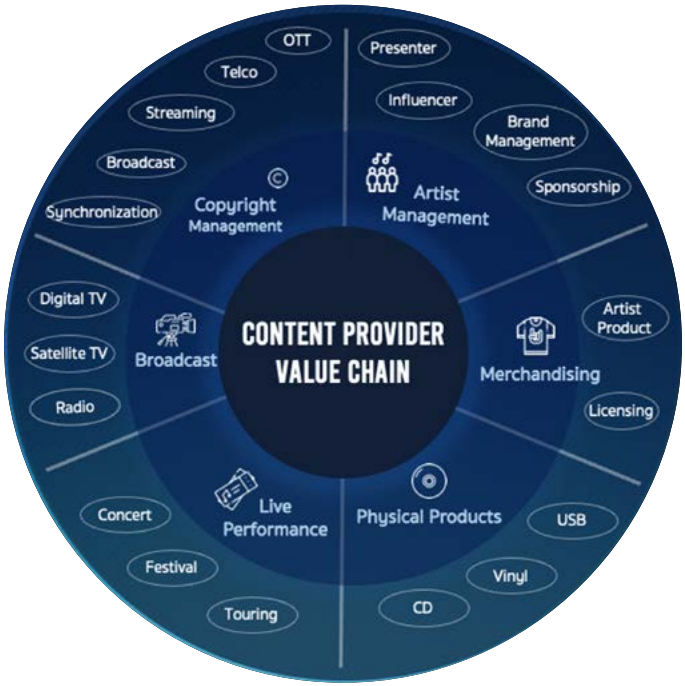 CONTENT PROVIDER
VALUE CHAIN
©
Copyright
Management
OTT
Telco
Streaming
Broadcast
Synchronization
Artist
Management
Presenter
Influencer
Brand
Management
Sponsorship
Merchandising
Artist
Product
Licensing
Physical Products
USB
Vinyl
CD
Live
Performance
Concert
Festival
Touring
Broadcast
Digital TV
Satellite TV
Radio